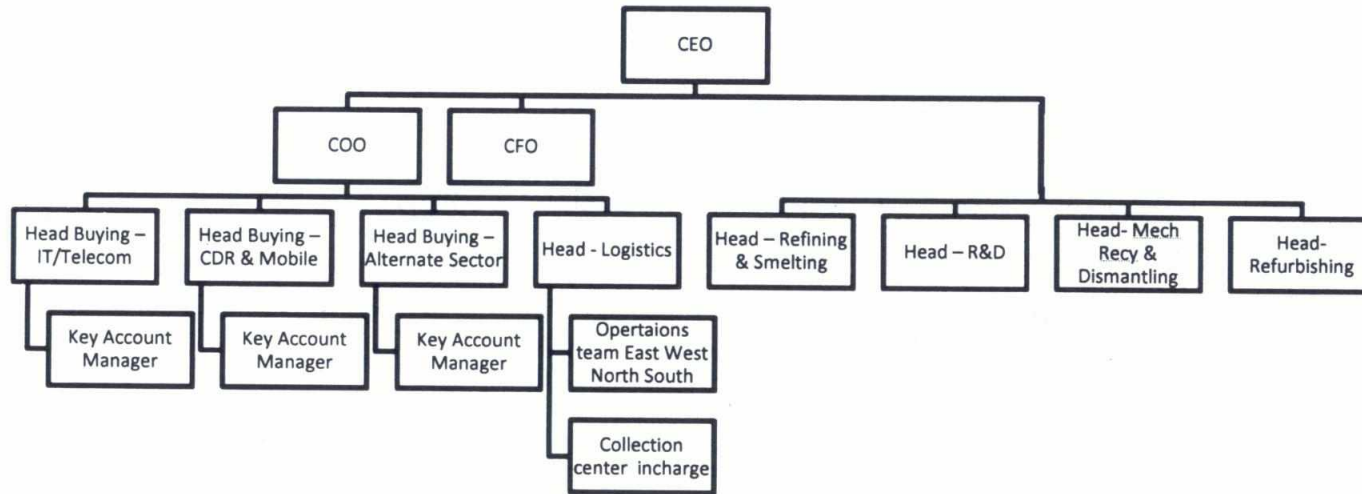 CEO
COO
CFO
Head Buying –
IT/Telecom
Head Buying –
CDR & Mobile
Head Buying –
Alternate Sector
Head - Logistics
Head – Refining
& Smelting
Head – R&D
Head- Mech
Recy &
Dismantling
Head-
Refurbishing
Key Account
Manager
Key Account
Manager
Key Account
Manager
Opertaions
team East West
North South
Collection
center incharge